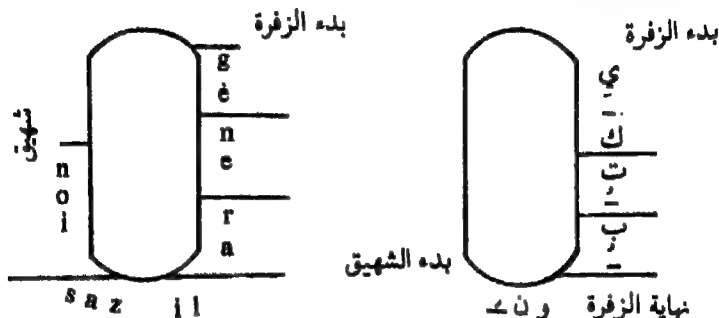 بدء الزفرة
ي
ك
ت
ب
و ن
نهاية الزفرة
بدء الشهيق
بدء الزفرة
g
è
n
e
r
a
s a z i l
شهيق
n
o
i